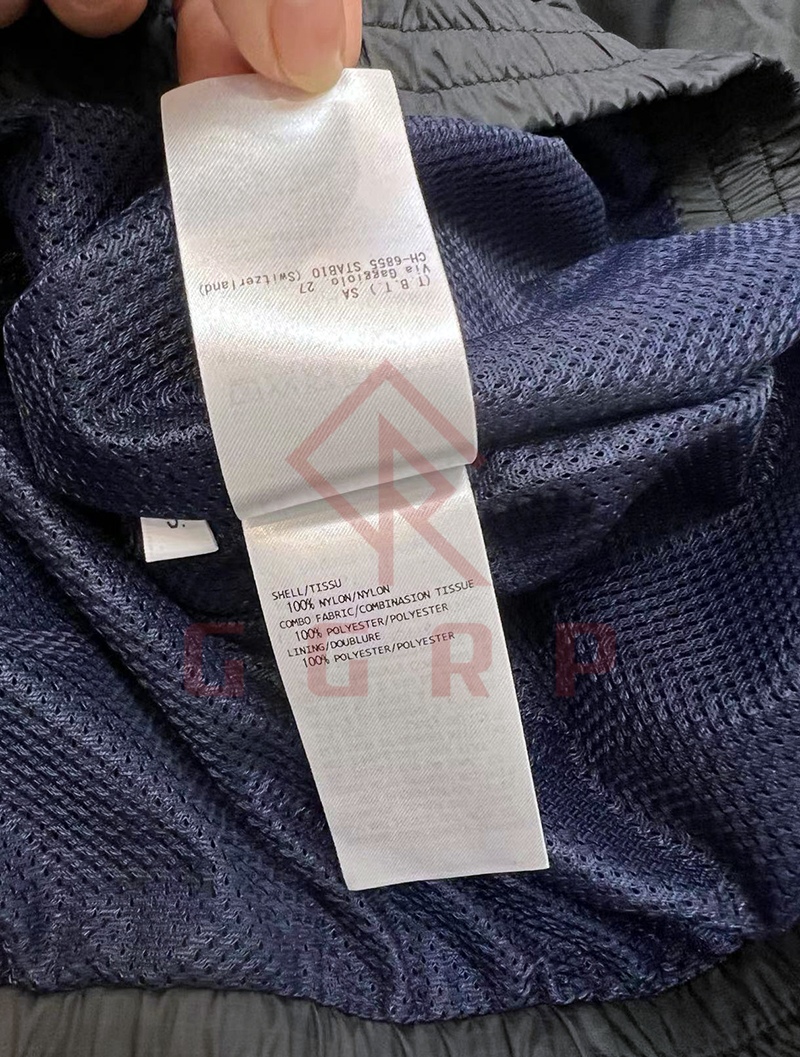 (T.B.T.) SA
Via Gaggiolo 27
CH-6855 STABIO (Switzerland)
SHELL/TISSU
100% NYLON/NYLON
COMBO FABRIC/COMBINASION TISSUE
100% POLYESTER/POLYESTER
LINING/DOUBLURE
100% POLYESTER/POLYESTER
GGRP